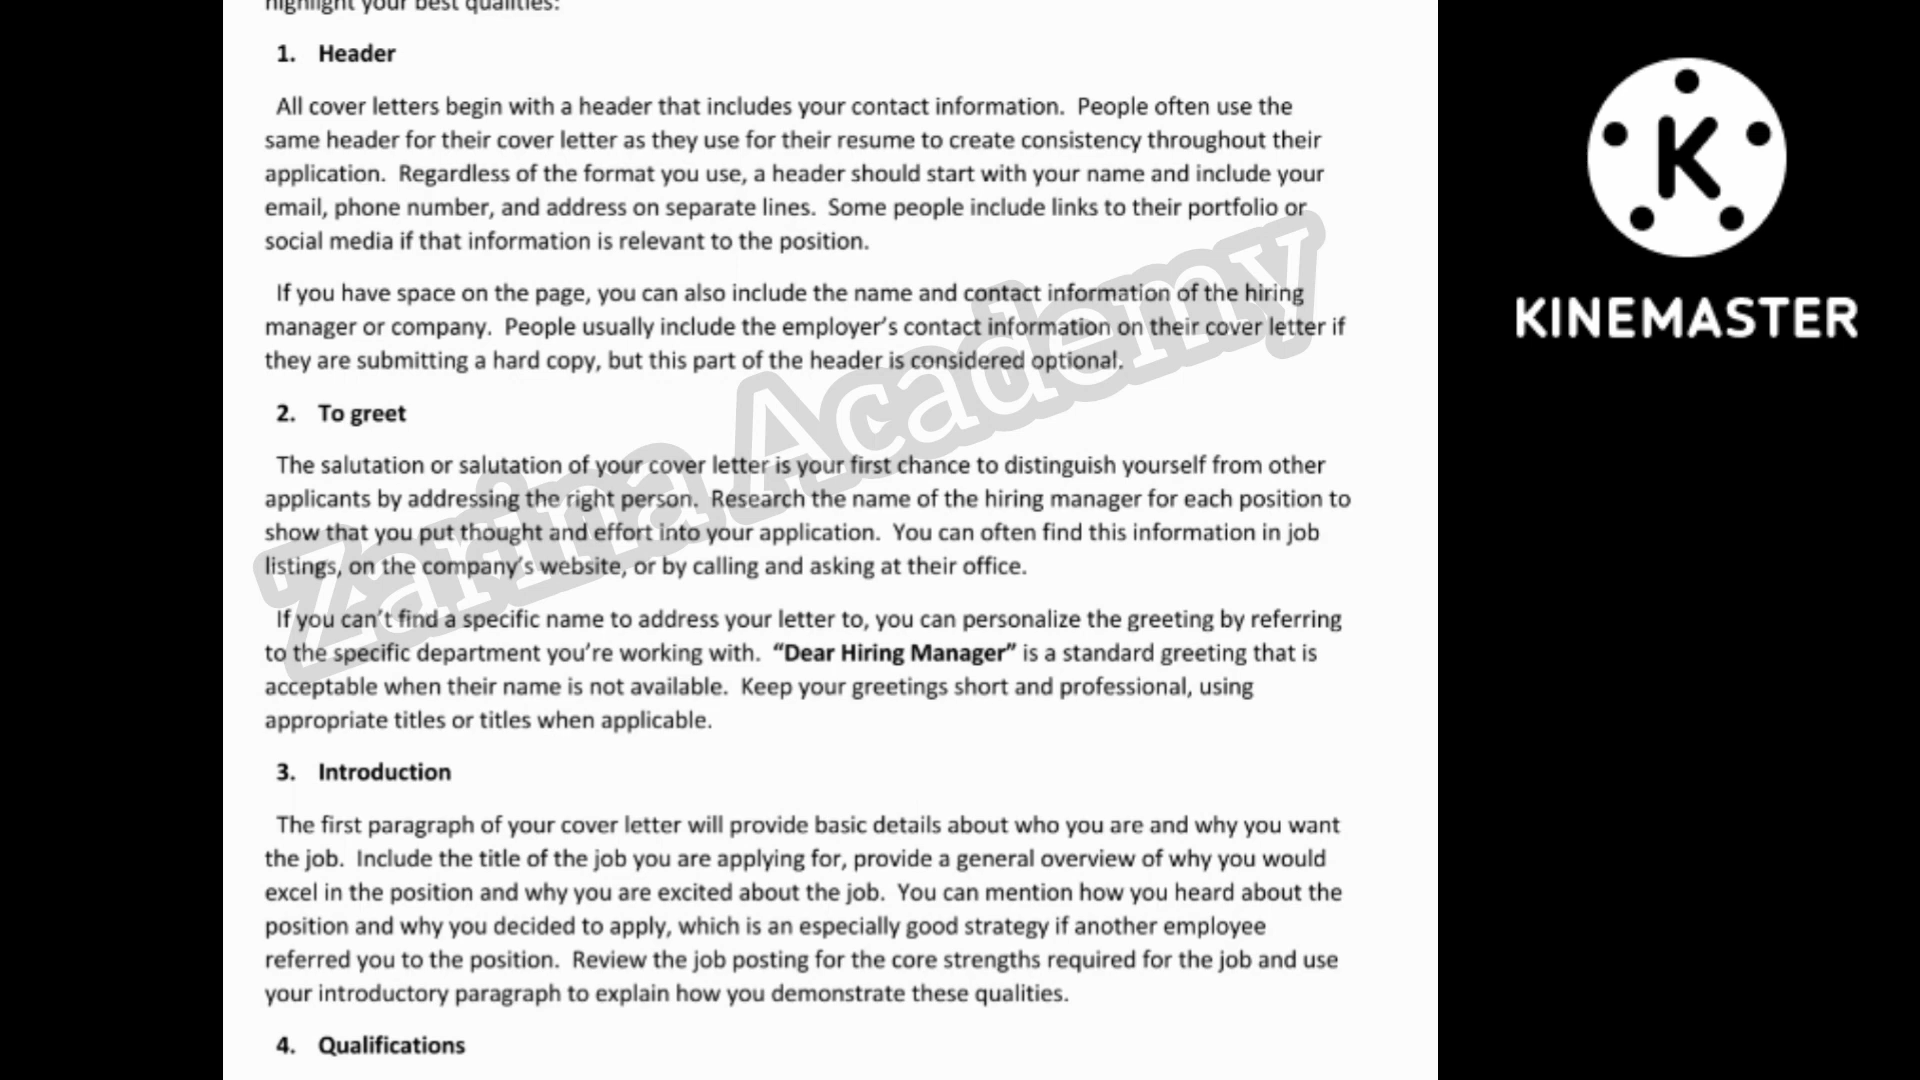 highlight your best qualities:
1. Header
All cover letters begin with a header that includes your contact information. People often use the
same header for their cover letter as they use for their resume to create consistency throughout their
application. Regardless of the format you use, a header should start with your name and include your
email, phone number, and address on separate lines. Some people include links to their portfolio or
social media if that information is relevant to the position.
If you have space on the page, you can also include the name and contact information of the hiring
manager or company. People usually include the employer’s contact information on their cover letter if
they are submitting a hard copy, but this part of the header is considered optional.
2. To greet
The salutation or salutation of your cover letter is your first chance to distinguish yourself from other
applicants by addressing the right person. Research the name of the hiring manager for each position to
show that you put thought and effort into your application. You can often find this information in job
listings, on the company’s website, or by calling and asking at their office.
If you can’t find a specific name to address your letter to, you can personalize the greeting by referring
to the specific department you’re working with. “Dear Hiring Manager” is a standard greeting that is
acceptable when their name is not available. Keep your greetings short and professional, using
appropriate titles or titles when applicable.
3. Introduction
The first paragraph of your cover letter will provide basic details about who you are and why you want
the job. Include the title of the job you are applying for, provide a general overview of why you would
excel in the position and why you are excited about the job. You can mention how you heard about the
position and why you decided to apply, which is an especially good strategy if another employee
referred you to the position. Review the job posting for the core strengths required for the job and use
your introductory paragraph to explain how you demonstrate these qualities.
4. Qualifications
Zarina Academy
K
KINEMASTER